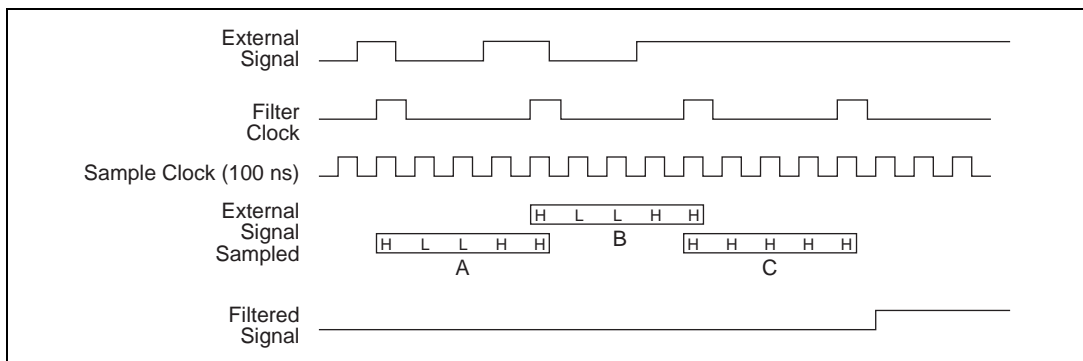 External
Signal
Filter
Clock
Sample Clock (100 ns)
External
Signal
Sampled
H L L H H
B
H L L H H
A
H H H H H
C
Filtered
Signal